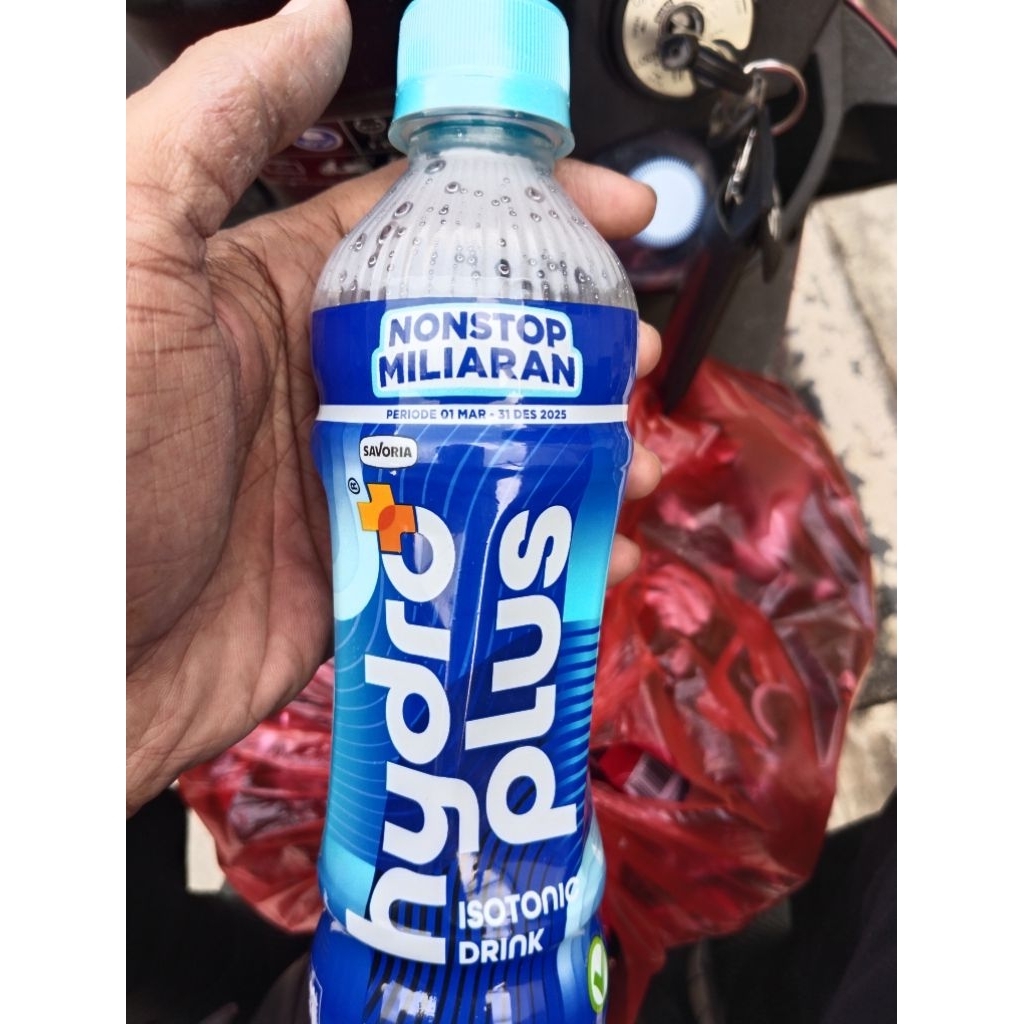 NONSTOP
MILIARAN
PERIODE 01 MAR - 31 DES 2025
SAVORIA
®
hydro
plus
ISOTONIC
DRINK